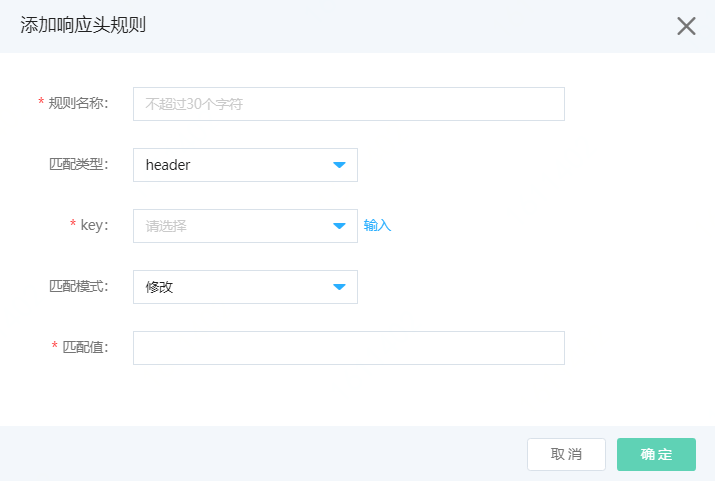 添加响应头规则
* 规则名称: 不超过30个字符
匹配类型: header
* key: 请选择 输入
匹配模式: 修改
* 匹配值:
取消 确定